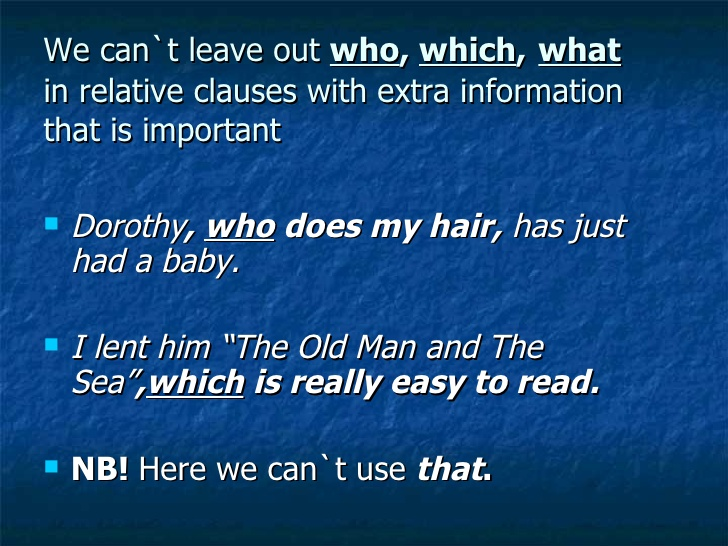 We can`t leave out who, which, what
in relative clauses with extra information
that is important
Dorothy, who does my hair, has just
had a baby.
I lent him “The Old Man and The
Sea”,which is really easy to read.
NB! Here we can`t use that.